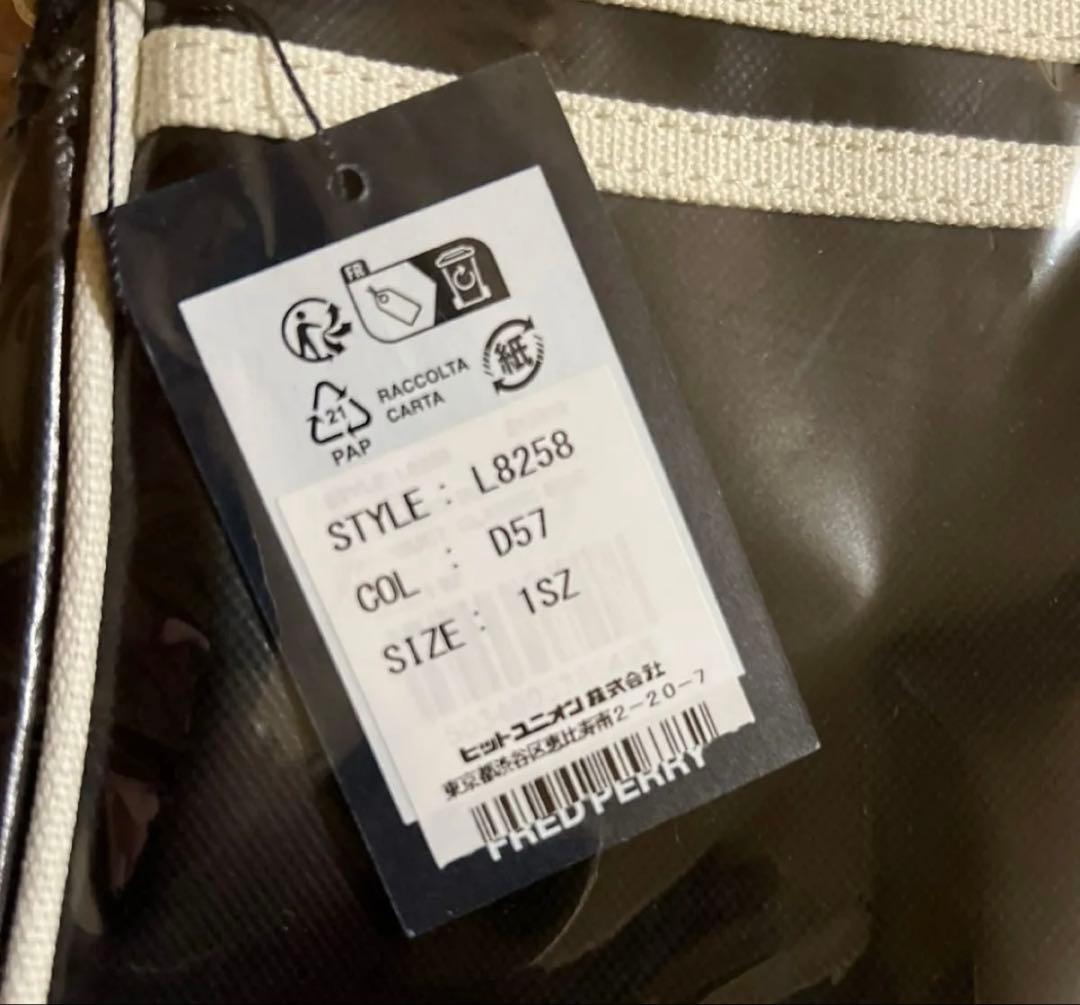 FR
紙
RACCOLTA
CARTA
21
PAP
STYLE : L8258
COL : D57
SIZE : 1SZ
ヒットユニオン株式会社
東京都渋谷区恵比寿南2-20-7
FRED PERRY